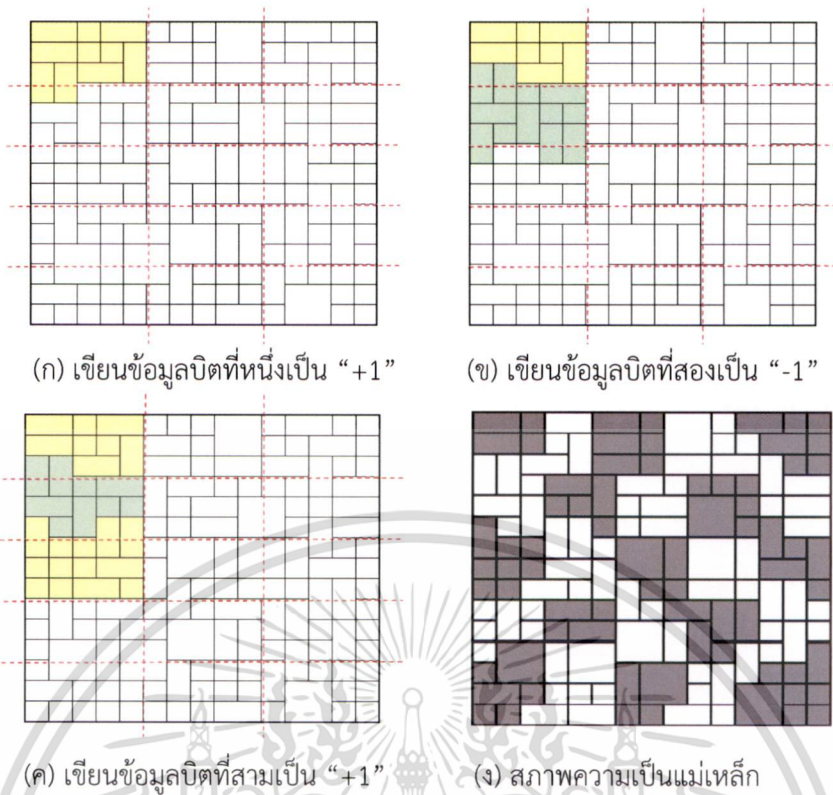 (ก) เขียนข้อมูลบิตที่หนึ่งเป็น “+1”
(ข) เขียนข้อมูลบิตที่สองเป็น “-1”
(ค) เขียนข้อมูลบิตที่สามเป็น “+1”
(ง) สภาพความเป็นแม่เหล็ก